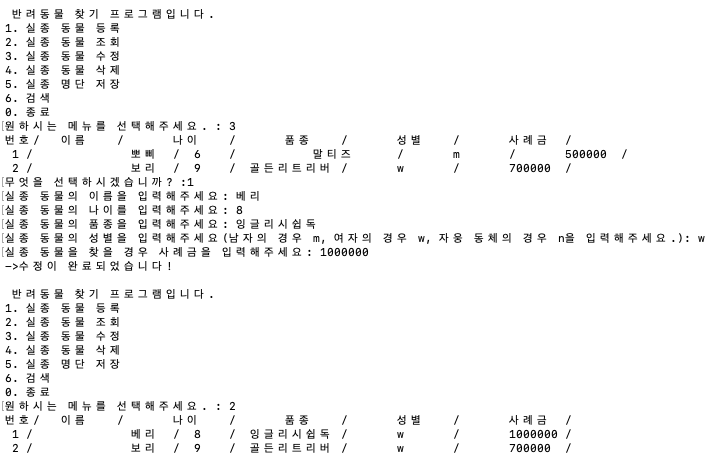 반려동물 찾기 프로그램입니다.
1. 실종 동물 등록
2. 실종 동물 조회
3. 실종 동물 수정
4. 실종 동물 삭제
5. 실종 명단 저장
6. 검색
0. 종료
[원하시는 메뉴를 선택해주세요. : 3
번호 / 이름 / 나이 / 품종 / 성별 / 사례금 /
1 / 뽀삐 / 6 / 말티즈 / m / 500000 /
2 / 보리 / 9 / 골든리트리버 / w / 700000 /
[무엇을 선택하시겠습니까? :1
[실종 동물의 이름을 입력해주세요: 베리
[실종 동물의 나이를 입력해주세요: 8
[실종 동물의 품종을 입력해주세요: 잉글리시쉽독
[실종 동물의 성별을 입력해주세요(남자의 경우 m, 여자의 경우 w, 자웅 동체의 경우 n을 입력해주세요.): w
[실종 동물을 찾을 경우 사례금을 입력해주세요: 1000000
->수정이 완료되었습니다!
반려동물 찾기 프로그램입니다.
1. 실종 동물 등록
2. 실종 동물 조회
3. 실종 동물 수정
4. 실종 동물 삭제
5. 실종 명단 저장
6. 검색
0. 종료
[원하시는 메뉴를 선택해주세요. : 2
번호 / 이름 / 나이 / 품종 / 성별 / 사례금 /
1 / 베리 / 8 / 잉글리시쉽독 / w / 1000000 /
2 / 보리 / 9 / 골든리트리버 / w / 700000 /